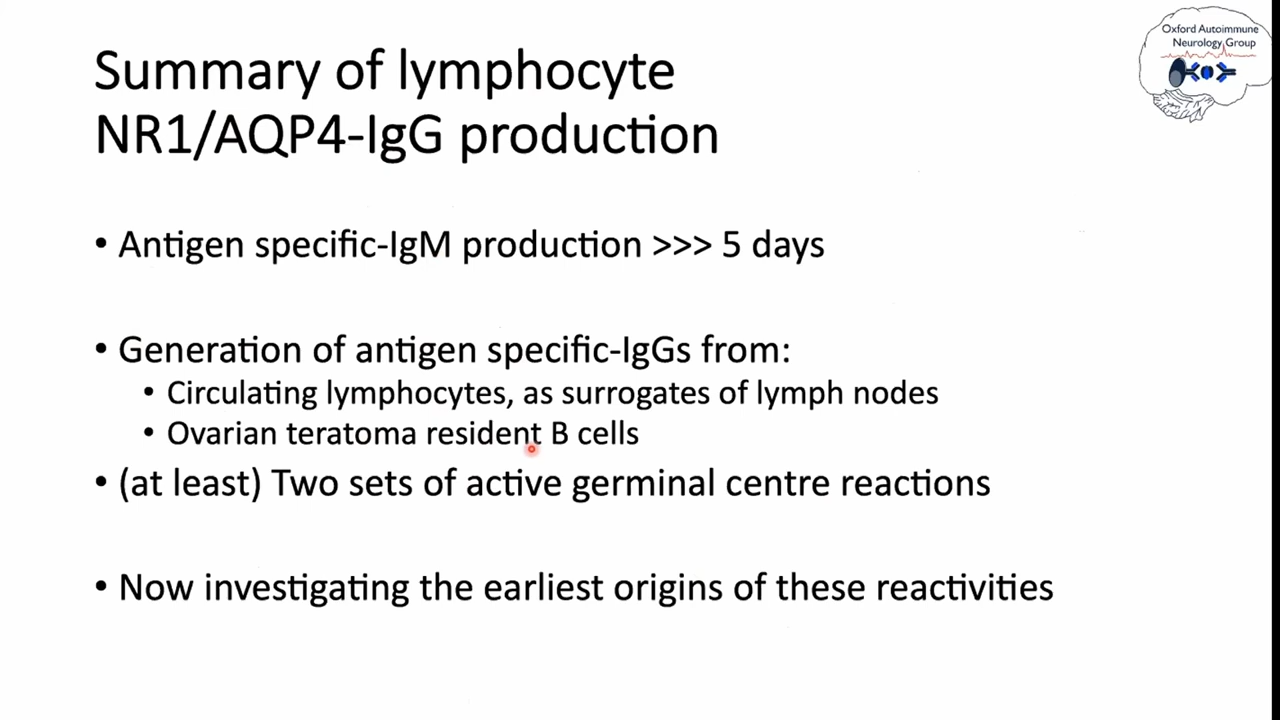 Oxford Autoimmune
Neurology Group
Summary of lymphocyte
NR1/AQP4-IgG production
• Antigen specific-IgM production >>> 5 days
• Generation of antigen specific-IgGs from:
• Circulating lymphocytes, as surrogates of lymph nodes
• Ovarian teratoma resident B cells
• (at least) Two sets of active germinal centre reactions
• Now investigating the earliest origins of these reactivities